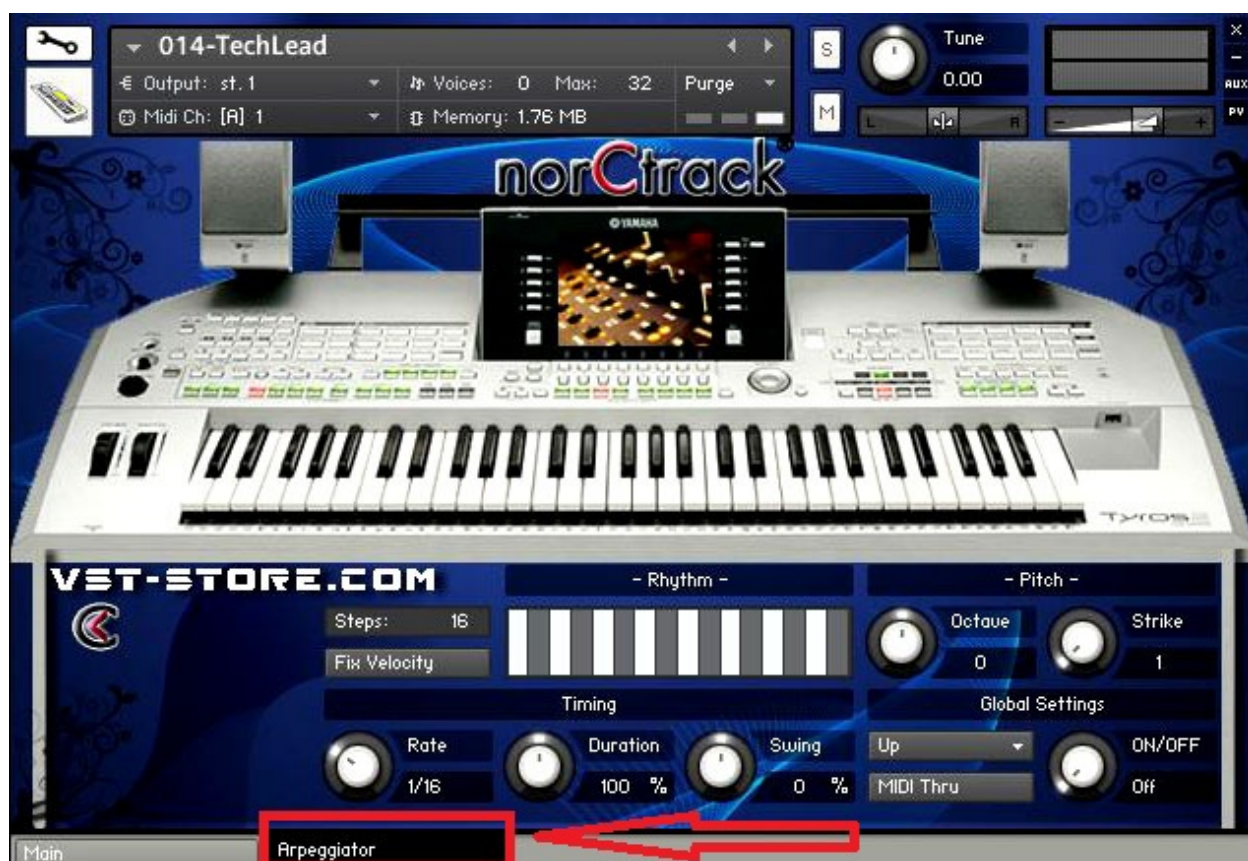 014-TechLead
Output: st. 1
Voices: 0 Max: 32 Purge
Midi Ch: [A] 1
Memory: 1.76 MB
S
M
Tune
0.00
L R
- +
×
-
AUX
PV
norCtrack®
YAMAHA
TYROS
VST-STORE.COM
- Rhythm -
- Pitch -
Steps: 16
Fix Velocity
Octave
0
Strike
1
Timing
Global Settings
Rate
1/16
Duration
100 %
Swing
0 %
Up
MIDI Thru
ON/OFF
Off
Main
Arpeggiator